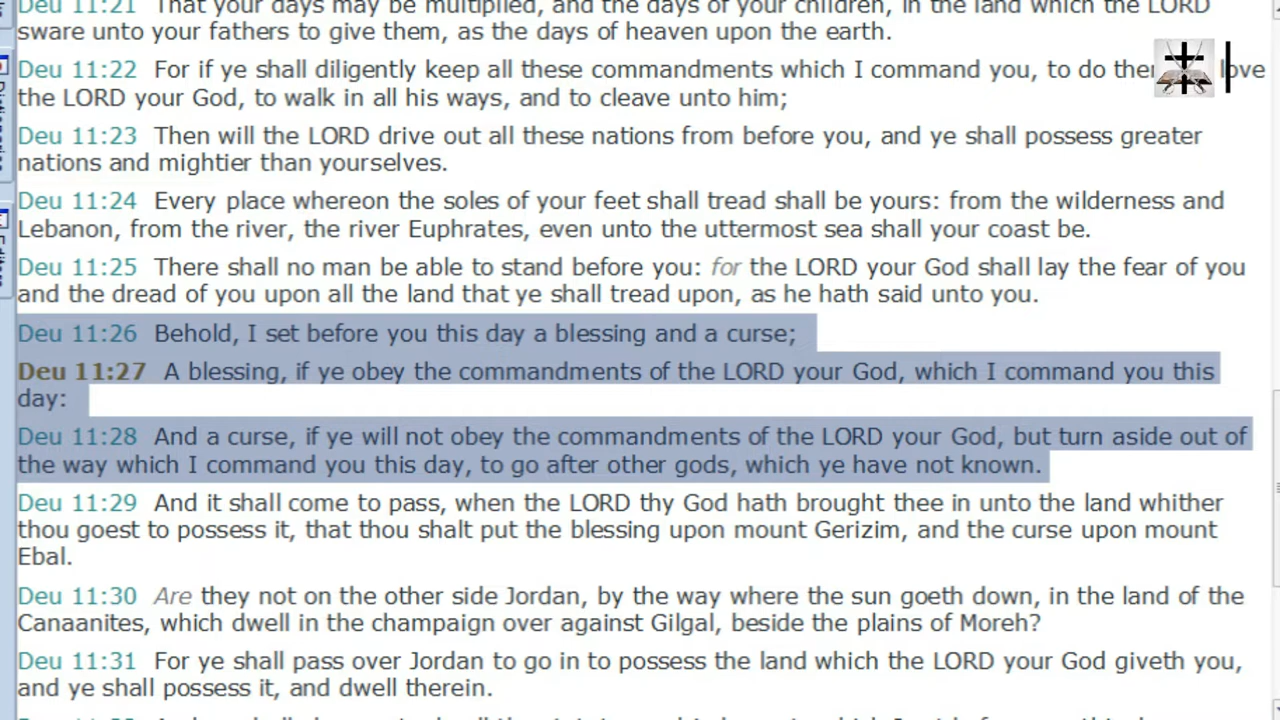 Deu 11:21 That your days may be multiplied, and the days of your children, in the land which the LORD
sware unto your fathers to give them, as the days of heaven upon the earth.
Deu 11:22 For if ye shall diligently keep all these commandments which I command you, to do love
the LORD your God, to walk in all his ways, and to cleave unto him;
Deu 11:23 Then will the LORD drive out all these nations from before you, and ye shall possess greater
nations and mightier than yourselves.
Deu 11:24 Every place whereon the soles of your feet shall tread shall be yours: from the wilderness and
Lebanon, from the river, the river Euphrates, even unto the uttermost sea shall your coast be.
Deu 11:25 There shall no man be able to stand before you: for the LORD your God shall lay the fear of you
and the dread of you upon all the land that ye shall tread upon, as he hath said unto you.
Deu 11:26 Behold, I set before you this day a blessing and a curse;
Deu 11:27 A blessing, if ye obey the commandments of the LORD your God, which I command you this
day:
Deu 11:28 And a curse, if ye will not obey the commandments of the LORD your God, but turn aside out of
the way which I command you this day, to go after other gods, which ye have not known.
Deu 11:29 And it shall come to pass, when the LORD thy God hath brought thee in unto the land whither
thou goest to possess it, that thou shalt put the blessing upon mount Gerizim, and the curse upon mount
Ebal.
Deu 11:30 Are they not on the other side Jordan, by the way where the sun goeth down, in the land of the
Canaanites, which dwell in the champaign over against Gilgal, beside the plains of Moreh?
Deu 11:31 For ye shall pass over Jordan to go in to possess the land which the LORD your God giveth you,
and ye shall possess it, and dwell therein.